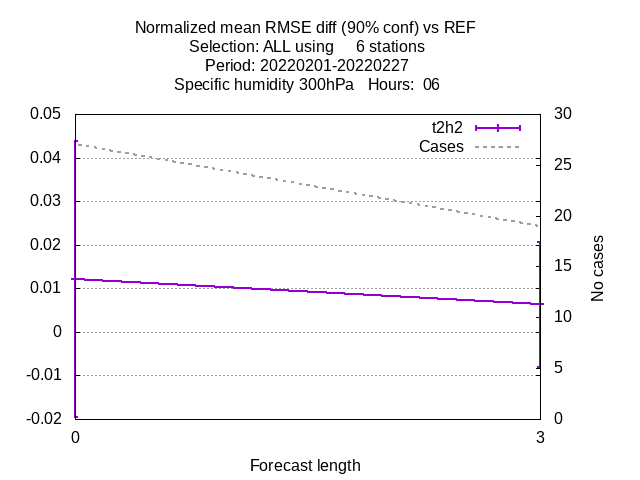 Normalized mean RMSE diff (90% conf) vs REF
Selection: ALL using     6 stations
Period: 20220201-20220227
Specific humidity 300hPa   Hours:  06
t2h2
Cases
0.05
0.04
0.03
0.02
0.01
0
-0.01
-0.02
30
25
20
15
10
5
0
No cases
0
3
Forecast length